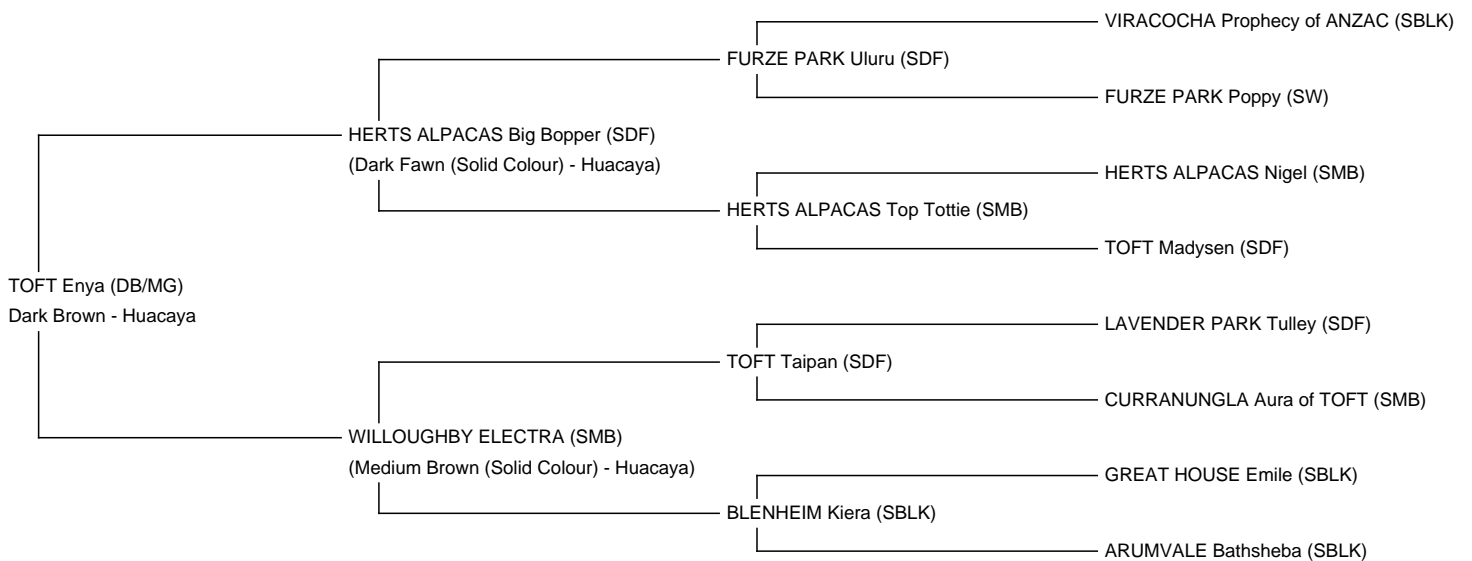 VIRACOCHA Prophecy of ANZAC (SBLK)
FURZE PARK Uluru (SDF)
FURZE PARK Poppy (SW)
HERTS ALPACAS Big Bopper (SDF)
(Dark Fawn (Solid Colour) - Huacaya)
HERTS ALPACAS Nigel (SMB)
HERTS ALPACAS Top Tottie (SMB)
TOFT Madysen (SDF)
TOFT Enya (DB/MG)
Dark Brown - Huacaya
LAVENDER PARK Tulley (SDF)
TOFT Taipan (SDF)
CURRANUNGLA Aura of TOFT (SMB)
WILLOUGHBY ELECTRA (SMB)
(Medium Brown (Solid Colour) - Huacaya)
GREAT HOUSE Emile (SBLK)
BLENHEIM Kiera (SBLK)
ARUMVALE Bathsheba (SBLK)